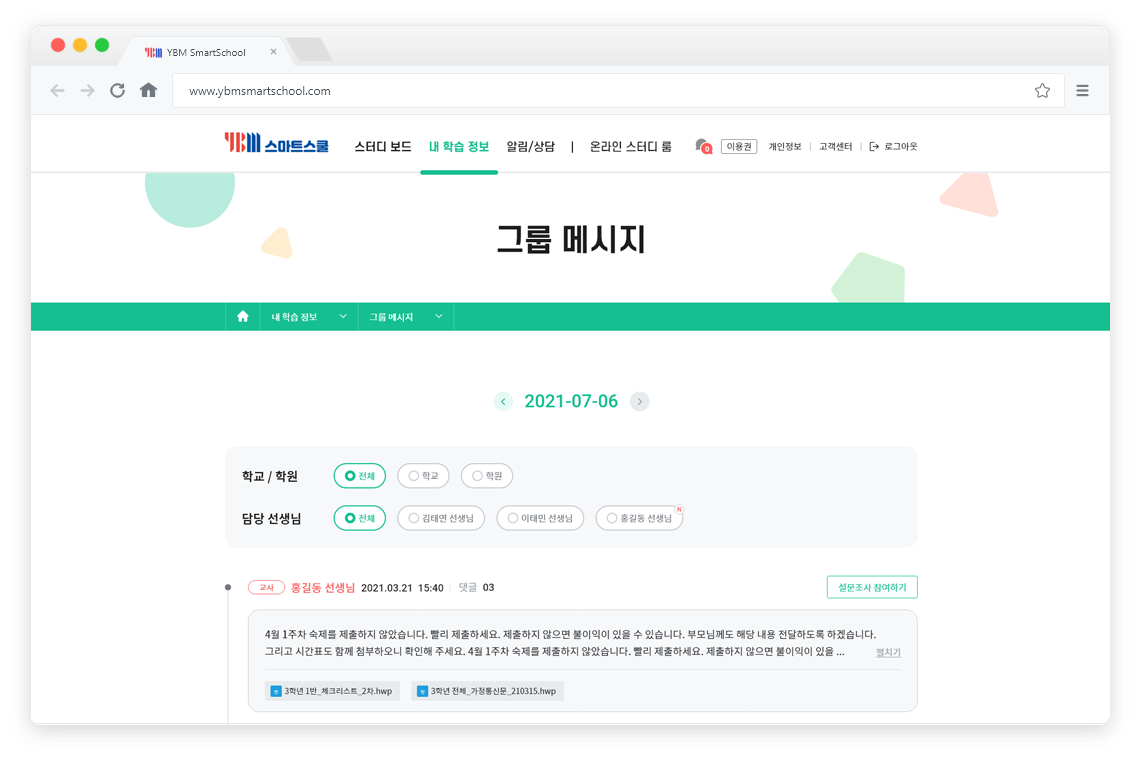 YBM SmartSchool
www.ybmsmartschool.com
YBM 스마트스쿨 스터디 보드 내 학습 정보 알림/상담 | 온라인 스터디 룸 0 이용권 개인정보 | 고객센터 | 로그아웃
그룹 메시지
내 학습 정보 그룹 메시지
2021-07-06
학교 / 학원 전체 학교 학원
담당 선생님 전체 김태연 선생님 이태민 선생님 홍길동 선생님 N
교사 홍길동 선생님 2021.03.21 15:40 댓글 03 설문조사 참여하기
4월 1주차 숙제를 제출하지 않았습니다. 빨리 제출하세요. 제출하지 않으면 불이익이 있을 수 있습니다. 부모님께도 해당 내용 전달하도록 하겠습니다.
그리고 시간표도 함께 첨부하오니 확인해 주세요. 4월 1주차 숙제를 제출하지 않았습니다. 빨리 제출하세요. 제출하지 않으면 불이익이 있을 ... 펼치기
3학년 1반_체크리스트_2차.hwp 3학년 전체_가정통신문_210315.hwp